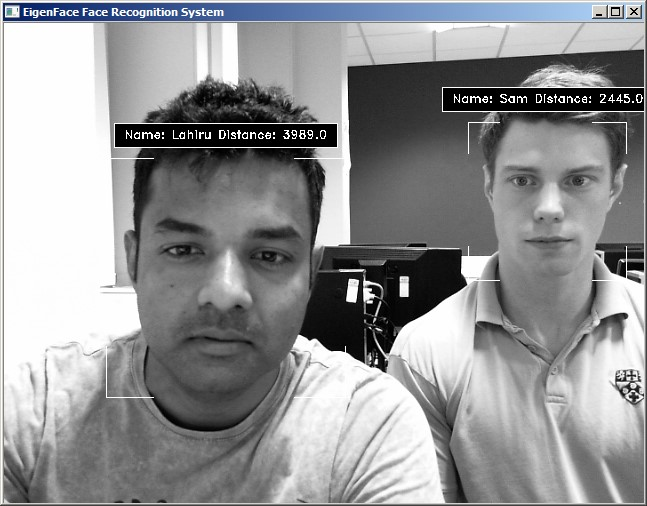 EigenFace Face Recognition System
Name: Lahiru Distance: 3989.0
Name: Sam Distance: 2445.0